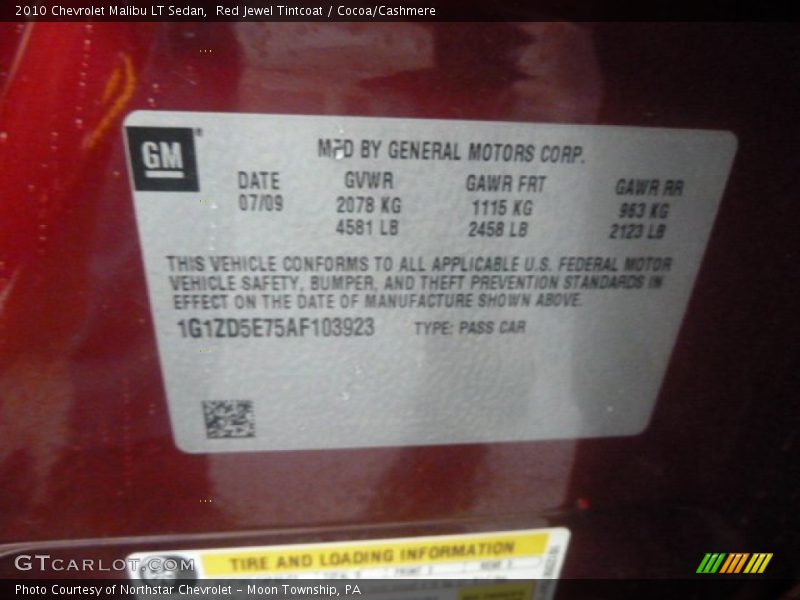 2010 Chevrolet Malibu LT Sedan, Red Jewel Tintcoat / Cocoa/Cashmere
GM
MFD BY GENERAL MOTORS CORP.
DATE GVWR GAWR FRT GAWR RR
07/09 2078 KG 1115 KG 963 KG
4581 LB 2458 LB 2123 LB
THIS VEHICLE CONFORMS TO ALL APPLICABLE U.S. FEDERAL MOTOR
VEHICLE SAFETY, BUMPER, AND THEFT PREVENTION STANDARDS IN
EFFECT ON THE DATE OF MANUFACTURE SHOWN ABOVE.
1G1ZD5E75AF103923 TYPE: PASS CAR
TIRE AND LOADING INFORMATION
GTCARLOT.COM
Photo Courtesy of Northstar Chevrolet - Moon Township, PA